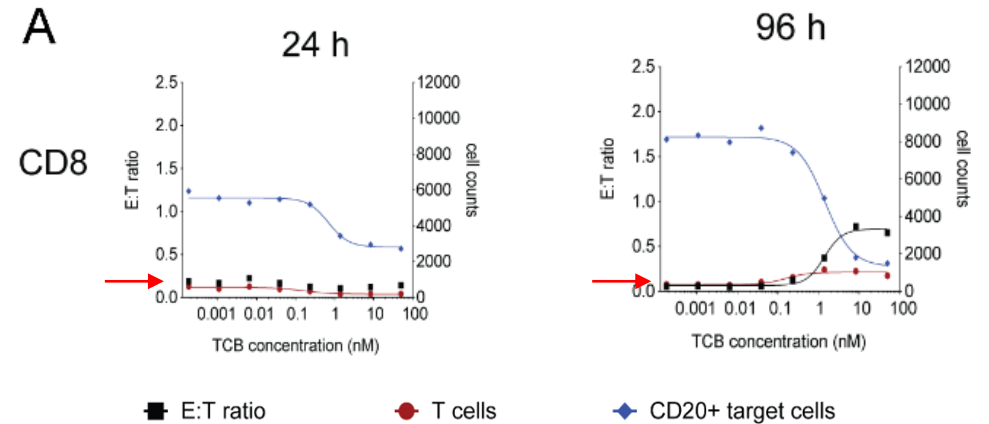 A
24 h
96 h
CD8
E:T ratio
2.5
2.0
1.5
1.0
0.5
0.0
12000
10000
8000
6000
4000
2000
0
cell counts
0.001 0.01 0.1 1 10 100
TCB concentration (nM)
E:T ratio
2.5
2.0
1.5
1.0
0.5
0.0
12000
10000
8000
6000
4000
2000
0
cell counts
0.001 0.01 0.1 1 10 100
TCB concentration (nM)
E:T ratio
T cells
CD20+ target cells